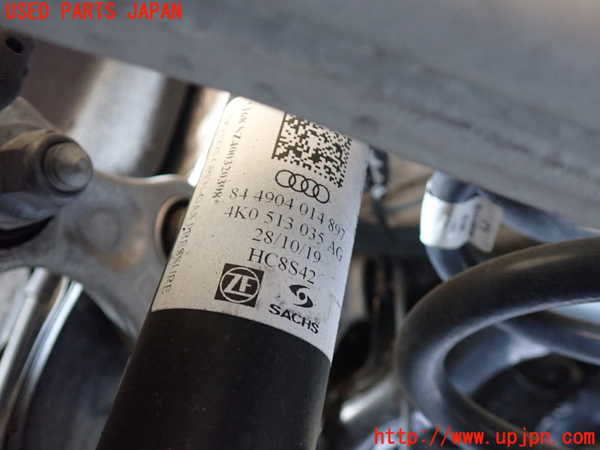 USED PARTS JAPAN
84 4904 014 897
4K0 513 035 AG
28/10/19
HC8S42
ZF
SACHS
http://www.upjpn.com/